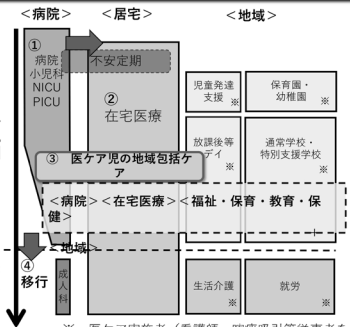 <病院>
<居宅>
<地域>
①
病院
小児科
NICU
PICU
不安定期
②
在宅医療
児童発達
支援
※
保育園・
幼稚園
※
放課後等
デイ
※
通常学校・
特別支援学校
※
③ 医ケア児の地域包括ケ
ア
<病院><在宅医療><福祉・保育・教育・保
健>
<地域>
④
移行
成人科
生活介護
※
就労
※